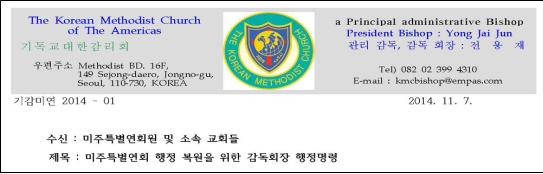 The Korean Methodist Church
of The Americas
기독교대한감리회
우편주소 Methodist BD. 16F,
149 Sejong-daero, Jongno-gu,
Seoul, 110-730, KOREA
THE KOREAN METHODIST CHURCH
a Principal administrative Bishop
President Bishop : Yong Jai Jun
관리 감독, 감독 회장 : 전 용 재
Tel) 082 02 399 4310
E-mail : kmcbishop@empas.com
기감미연 2014 - 01
2014. 11. 7.
수신 : 미주특별연회원 및 소속 교회들
제목 : 미주특별연회 행정 복원을 위한 감독회장 행정명령